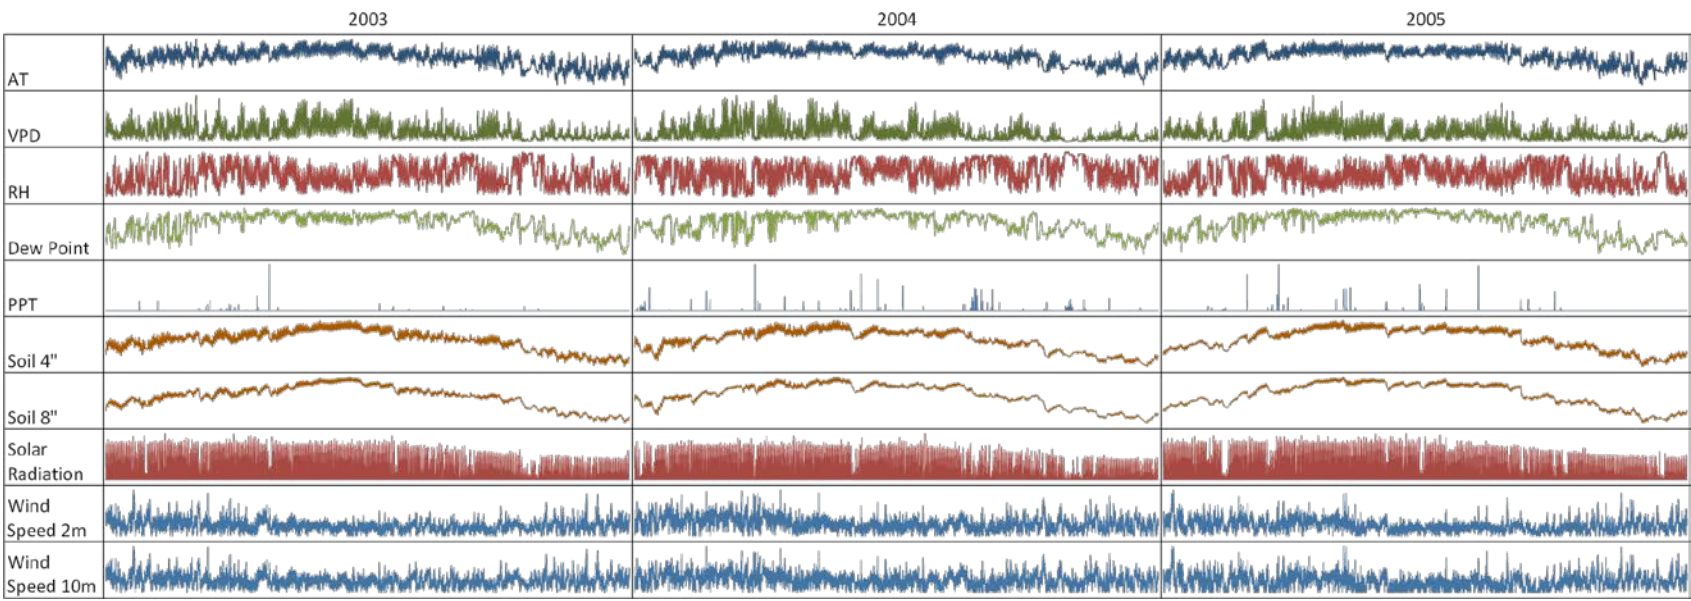 2003 2004 2005
AT
VPD
RH
Dew Point
PPT
Soil 4"
Soil 8"
Solar
Radiation
Wind
Speed 2m
Wind
Speed 10m